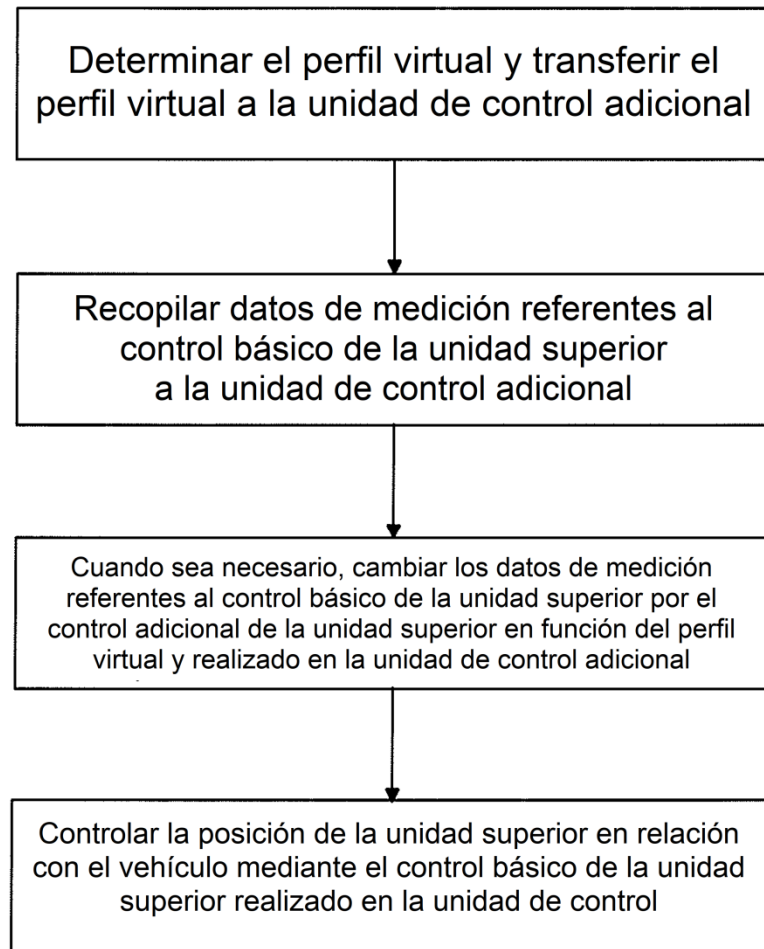 Determinar el perfil virtual y transferir el
perfil virtual a la unidad de control adicional
Recopilar datos de medición referentes al
control básico de la unidad superior
a la unidad de control adicional
Cuando sea necesario, cambiar los datos de medición
referentes al control básico de la unidad superior por el
control adicional de la unidad superior en función del perfil
virtual y realizado en la unidad de control adicional
Controlar la posición de la unidad superior en relación
con el vehículo mediante el control básico de la unidad
superior realizado en la unidad de control